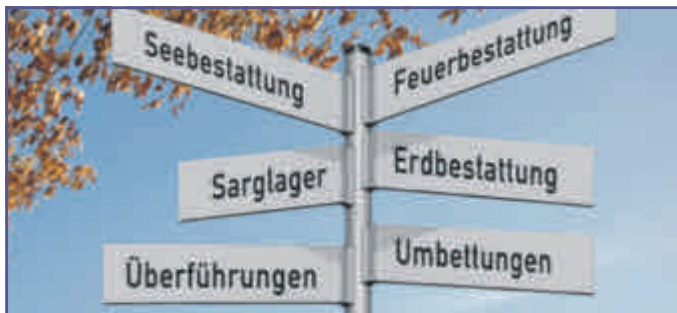 Seebestattung
Feuerbestattung
Sarglager
Erdbestattung
Überführungen
Umbettungen